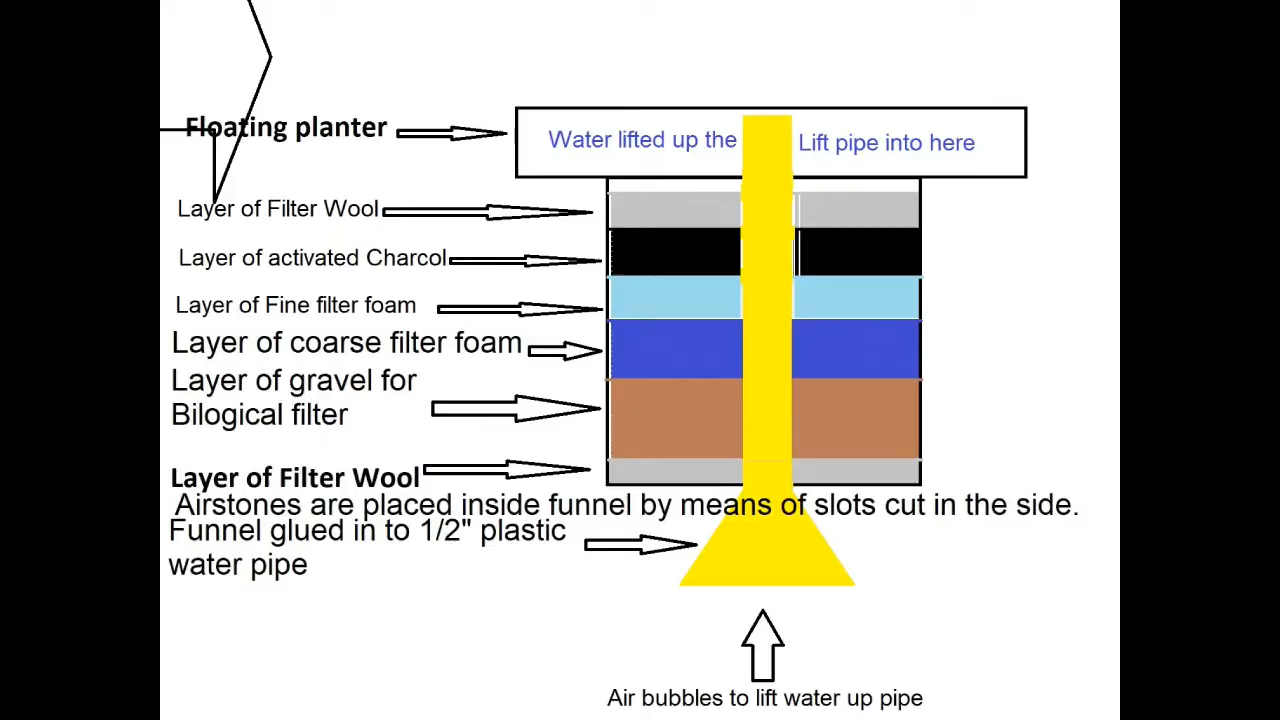 Floating planter
Water lifted up the
Lift pipe into here
Layer of Filter Wool
Layer of activated Charcol
Layer of Fine filter foam
Layer of coarse filter foam
Layer of gravel for
Bilogical filter
Layer of Filter Wool
Airstones are placed inside funnel by means of slots cut in the side.
Funnel glued in to 1/2" plastic
water pipe
Air bubbles to lift water up pipe